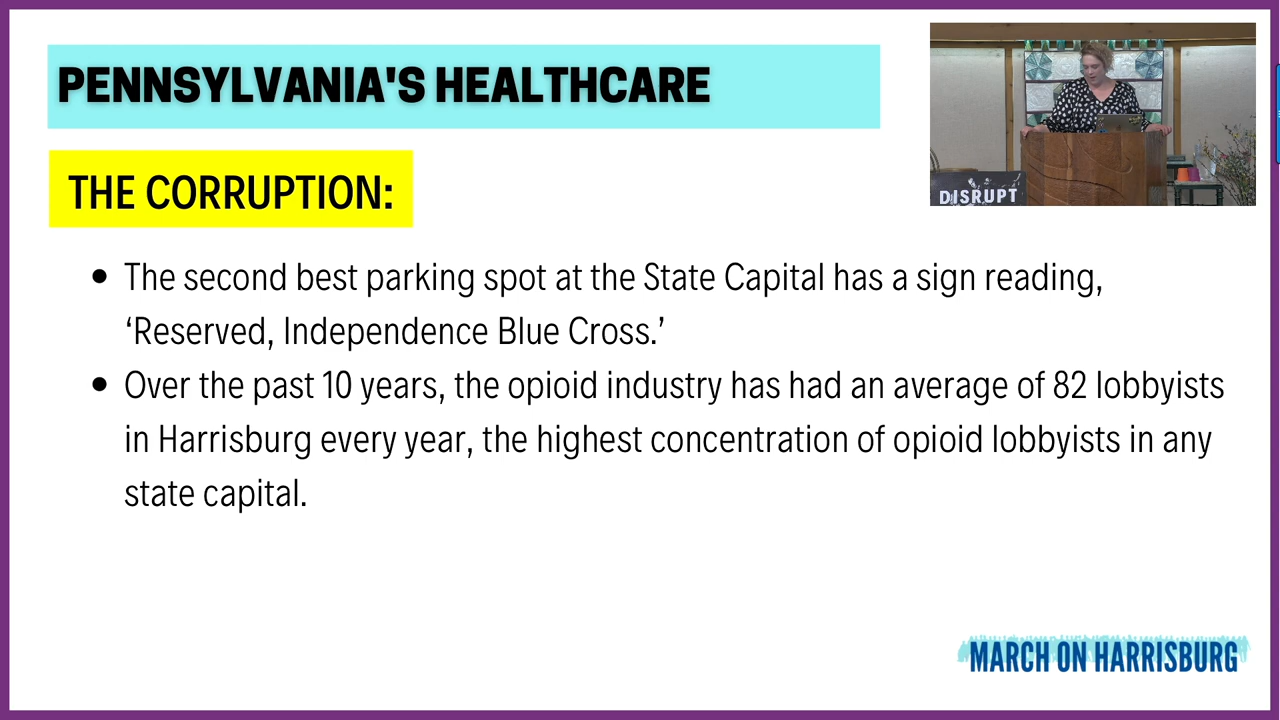 PENNSYLVANIA'S HEALTHCARE
THE CORRUPTION:
• The second best parking spot at the State Capital has a sign reading,
‘Reserved, Independence Blue Cross.’
• Over the past 10 years, the opioid industry has had an average of 82 lobbyists
in Harrisburg every year, the highest concentration of opioid lobbyists in any
state capital.
DISRUPT
MARCH ON HARRISBURG